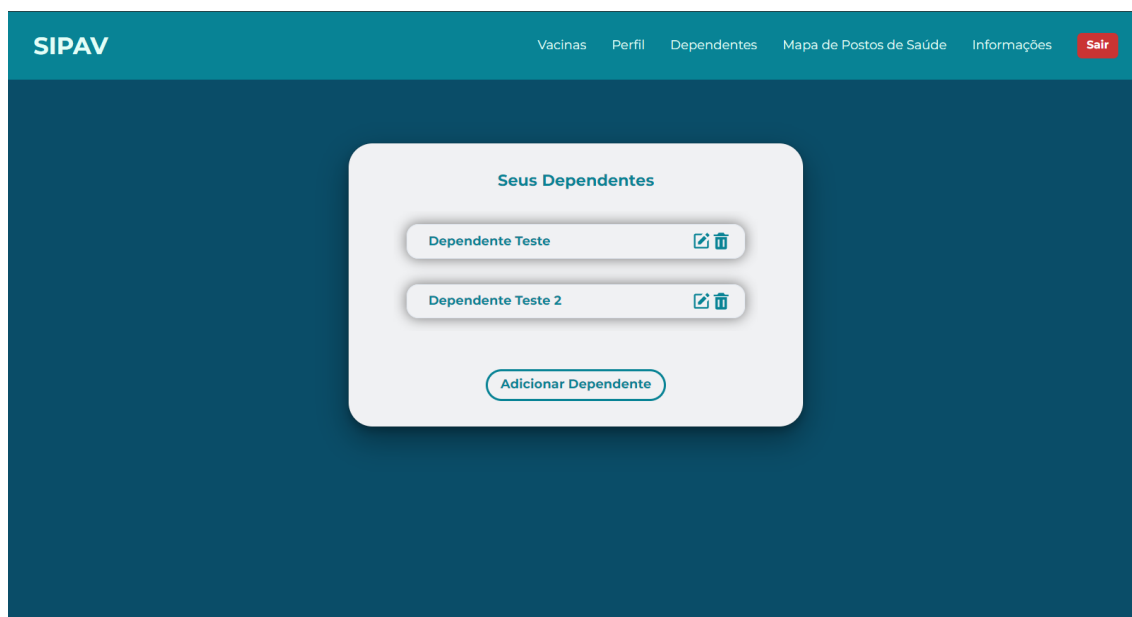 SIPAV
Vacinas Perfil Dependentes Mapa de Postos de Saúde Informações Sair
Seus Dependentes
Dependente Teste
Dependente Teste 2
Adicionar Dependente